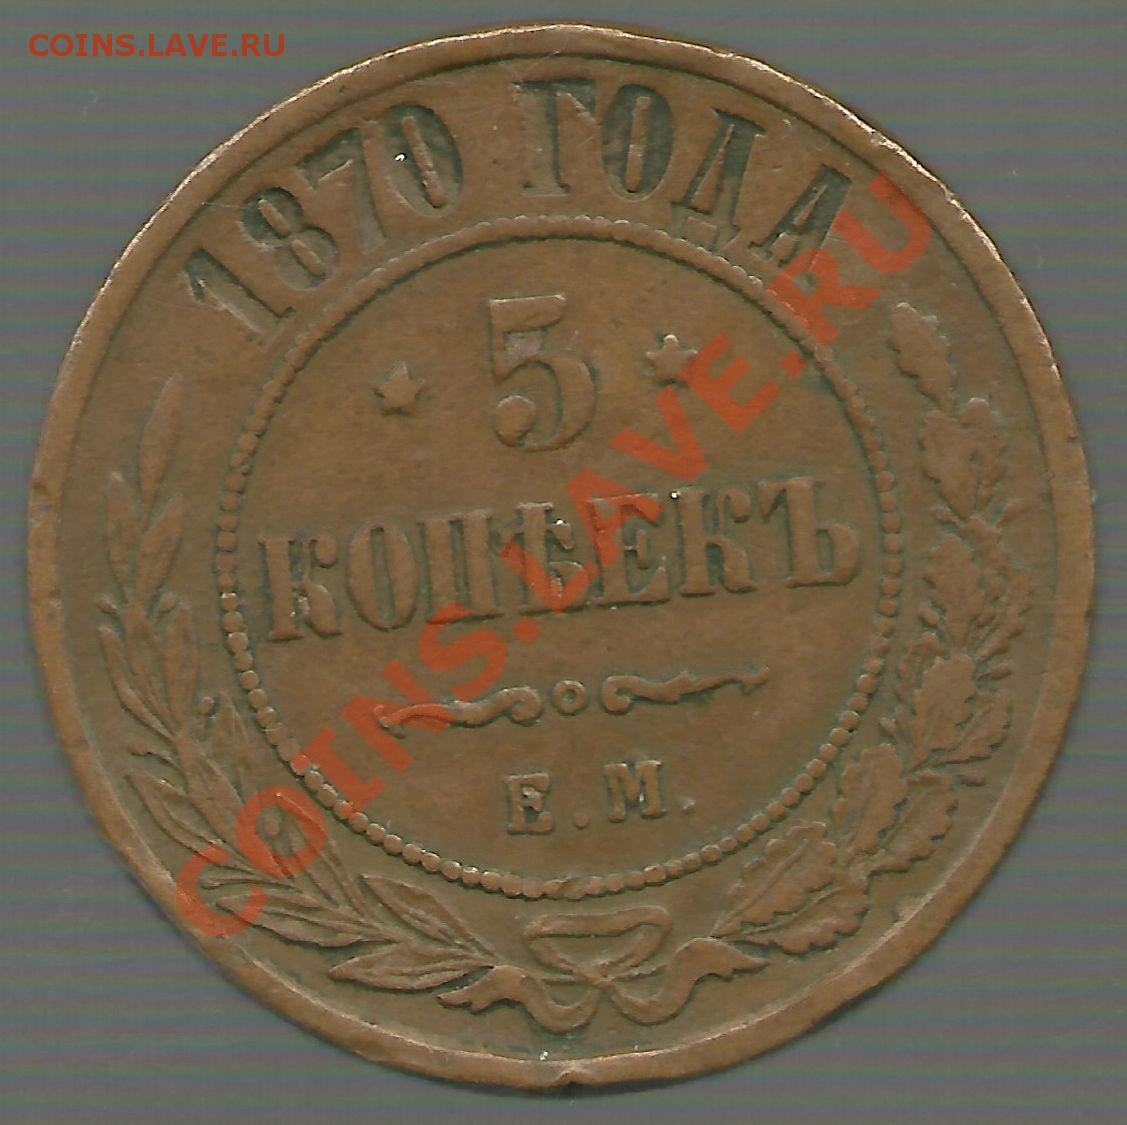 COINS.LAVE.RU
1870 ГОДА
5
КОПѢЕКЪ
Е.М.
COINS.LAVE.RU